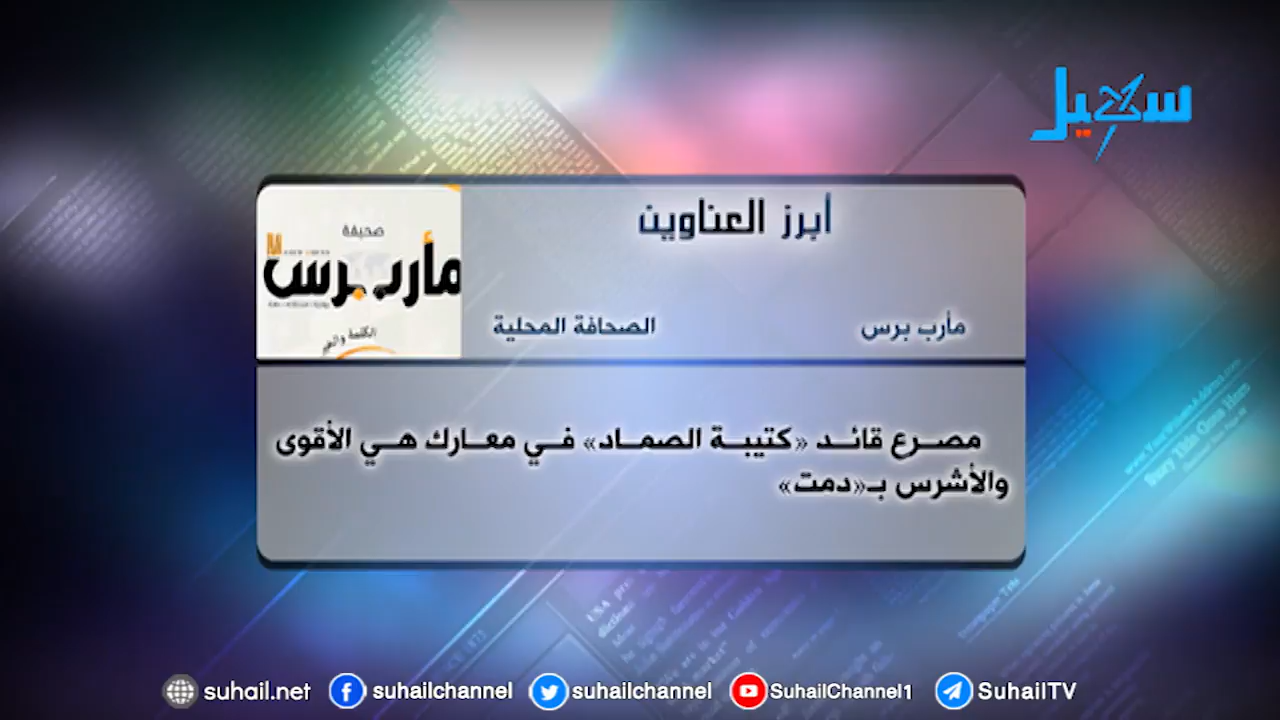 سهيل
أبرز العناوين
صحيفة
مأرب برس
مأرب برس
الصحافة المحلية
مصرع قائد «كتيبة الصماد» في معارك هي الأقوى
والأشرس بـ«دمت»
suhail.net
suhailchannel
suhailchannel
SuhailChannel1
SuhailTV